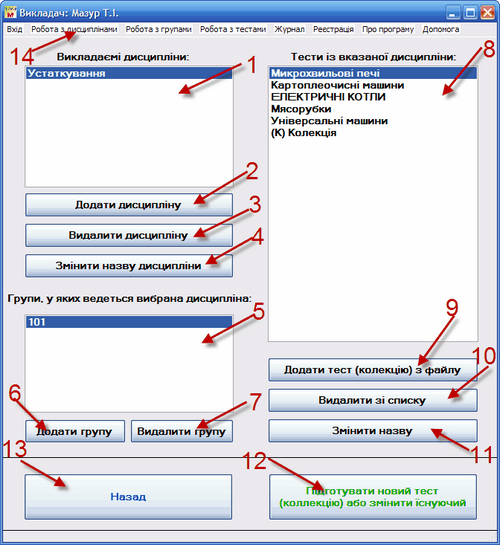 Викладач: Мазур Т.І.
Вхід Робота з дисциплінами Робота з групами Робота з тестами Журнал Реєстрація Про програму Допомога
14
Викладаємі дисципліни:
Устаткування
1
Тести із вказаної дисципліни:
8
Микрохвильові печі
Картоплеочисні машини
ЕЛЕКТРИЧНІ КОТЛИ
Мясорубки
Универсальні машини
(К) Колекція
2
Додати дисципліну
3
Видалити дисципліну
4
Змінити назву дисципліни
Групи, у яких ведеться вибрана дисципліна:
101
5
9
Додати тест (колекцію) з файлу
10
Видалити зі списку
6
Додати групу
7
Видалити групу
Змінити назву
11
13
Назад
12
Підготувати новий тест
(коллекцію) або змінити їснуючий